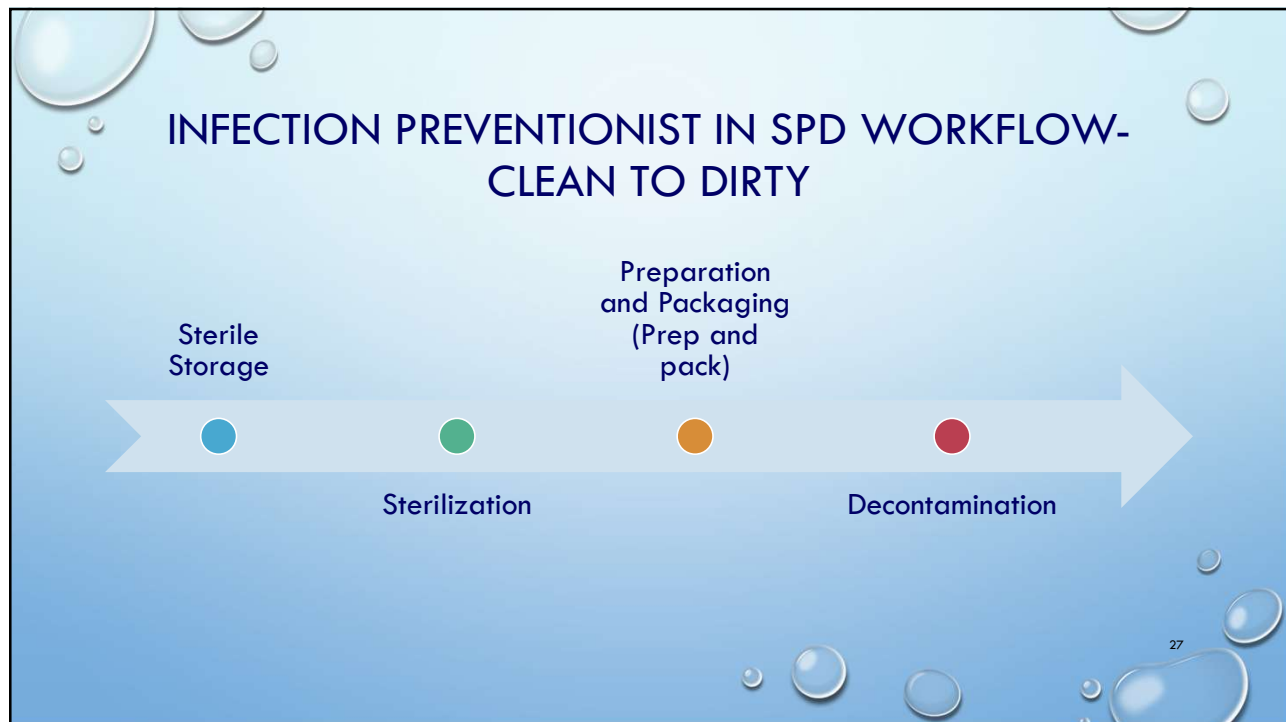 INFECTION PREVENTIONIST IN SPD WORKFLOW-
CLEAN TO DIRTY
Sterile
Storage
Sterilization
Preparation
and Packaging
(Prep and
pack)
Decontamination
27